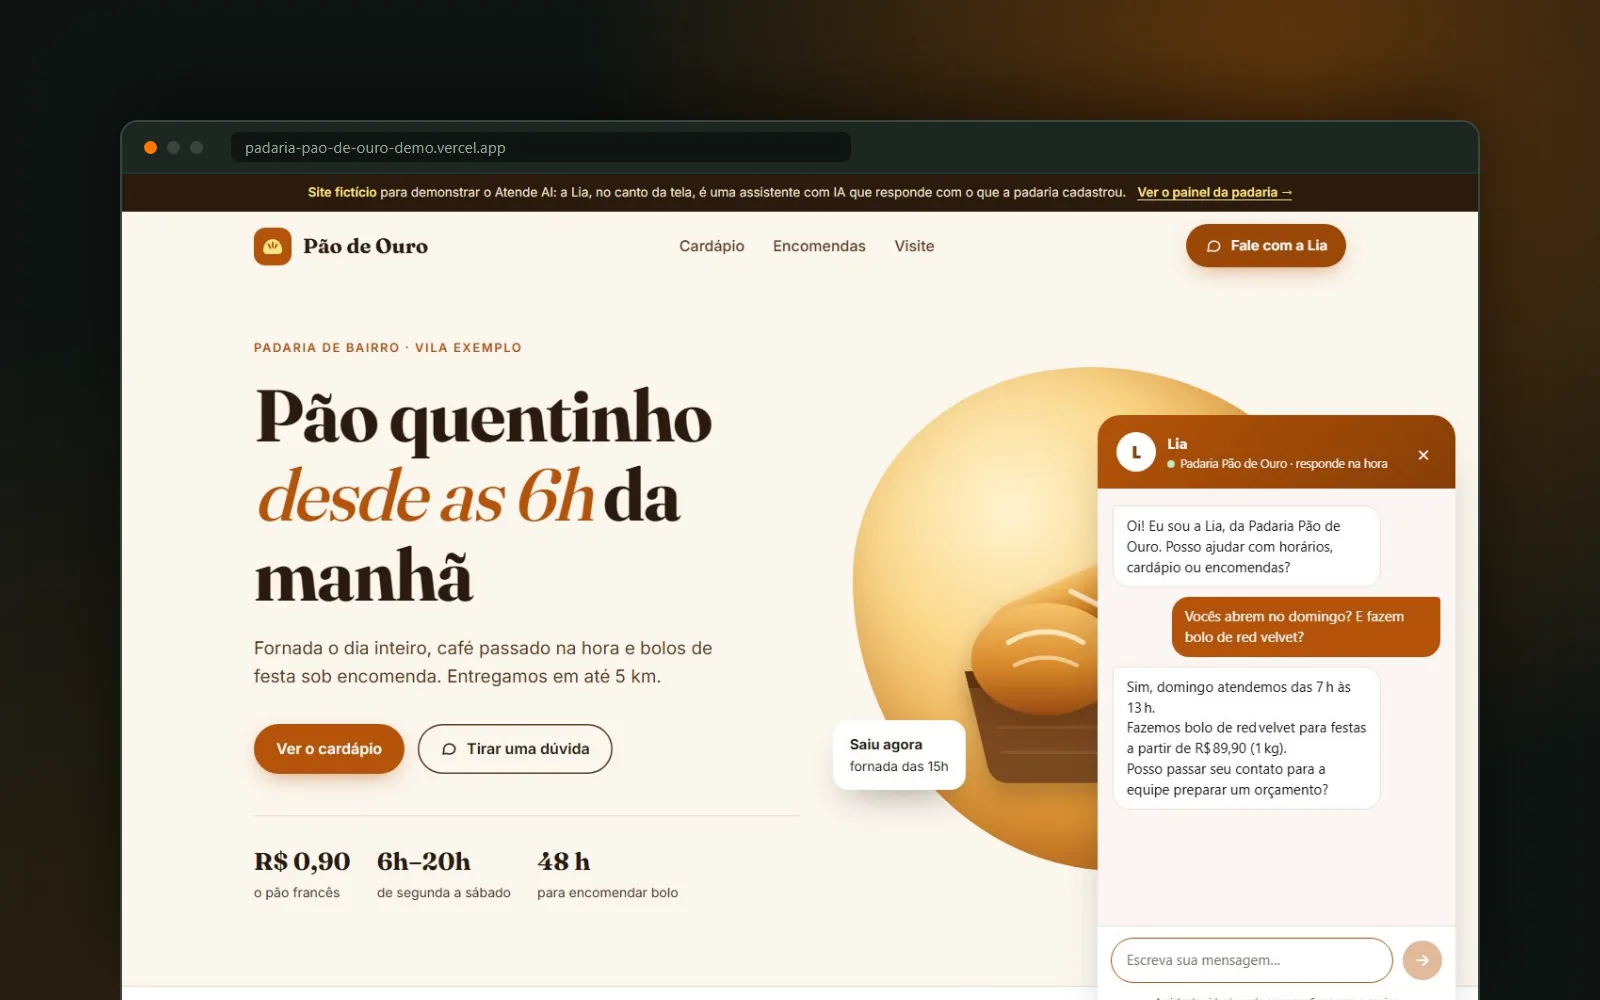 padaria-pao-de-ouro-demo.vercel.app
Site fictício para demonstrar o Atende AI: a Lia, no canto da tela, é uma assistente com IA que responde com o que a padaria cadastrou. Ver o painel da padaria →
Pão de Ouro
Cardápio
Encomendas
Visite
Fale com a Lia
PADARIA DE BAIRRO · VILA EXEMPLO
Pão quentinho
desde as 6h da
manhã
Fornada o dia inteiro, café passado na hora e bolos de
festa sob encomenda. Entregamos em até 5 km.
Ver o cardápio
Tirar uma dúvida
R$ 0,90
o pão francês
6h–20h
de segunda a sábado
48 h
para encomendar bolo
Saiu agora
fornada das 15h
L
Lia
Padaria Pão de Ouro · responde na hora
Oi! Eu sou a Lia, da Padaria Pão de
Ouro. Posso ajudar com horários,
cardápio ou encomendas?
Vocês abrem no domingo? E fazem
bolo de red velvet?
Sim, domingo atendemos das 7 h às
13 h.
Fazemos bolo de red velvet para festas
a partir de R$ 89,90 (1 kg).
Posso passar seu contato para a
equipe preparar um orçamento?
Escreva sua mensagem...